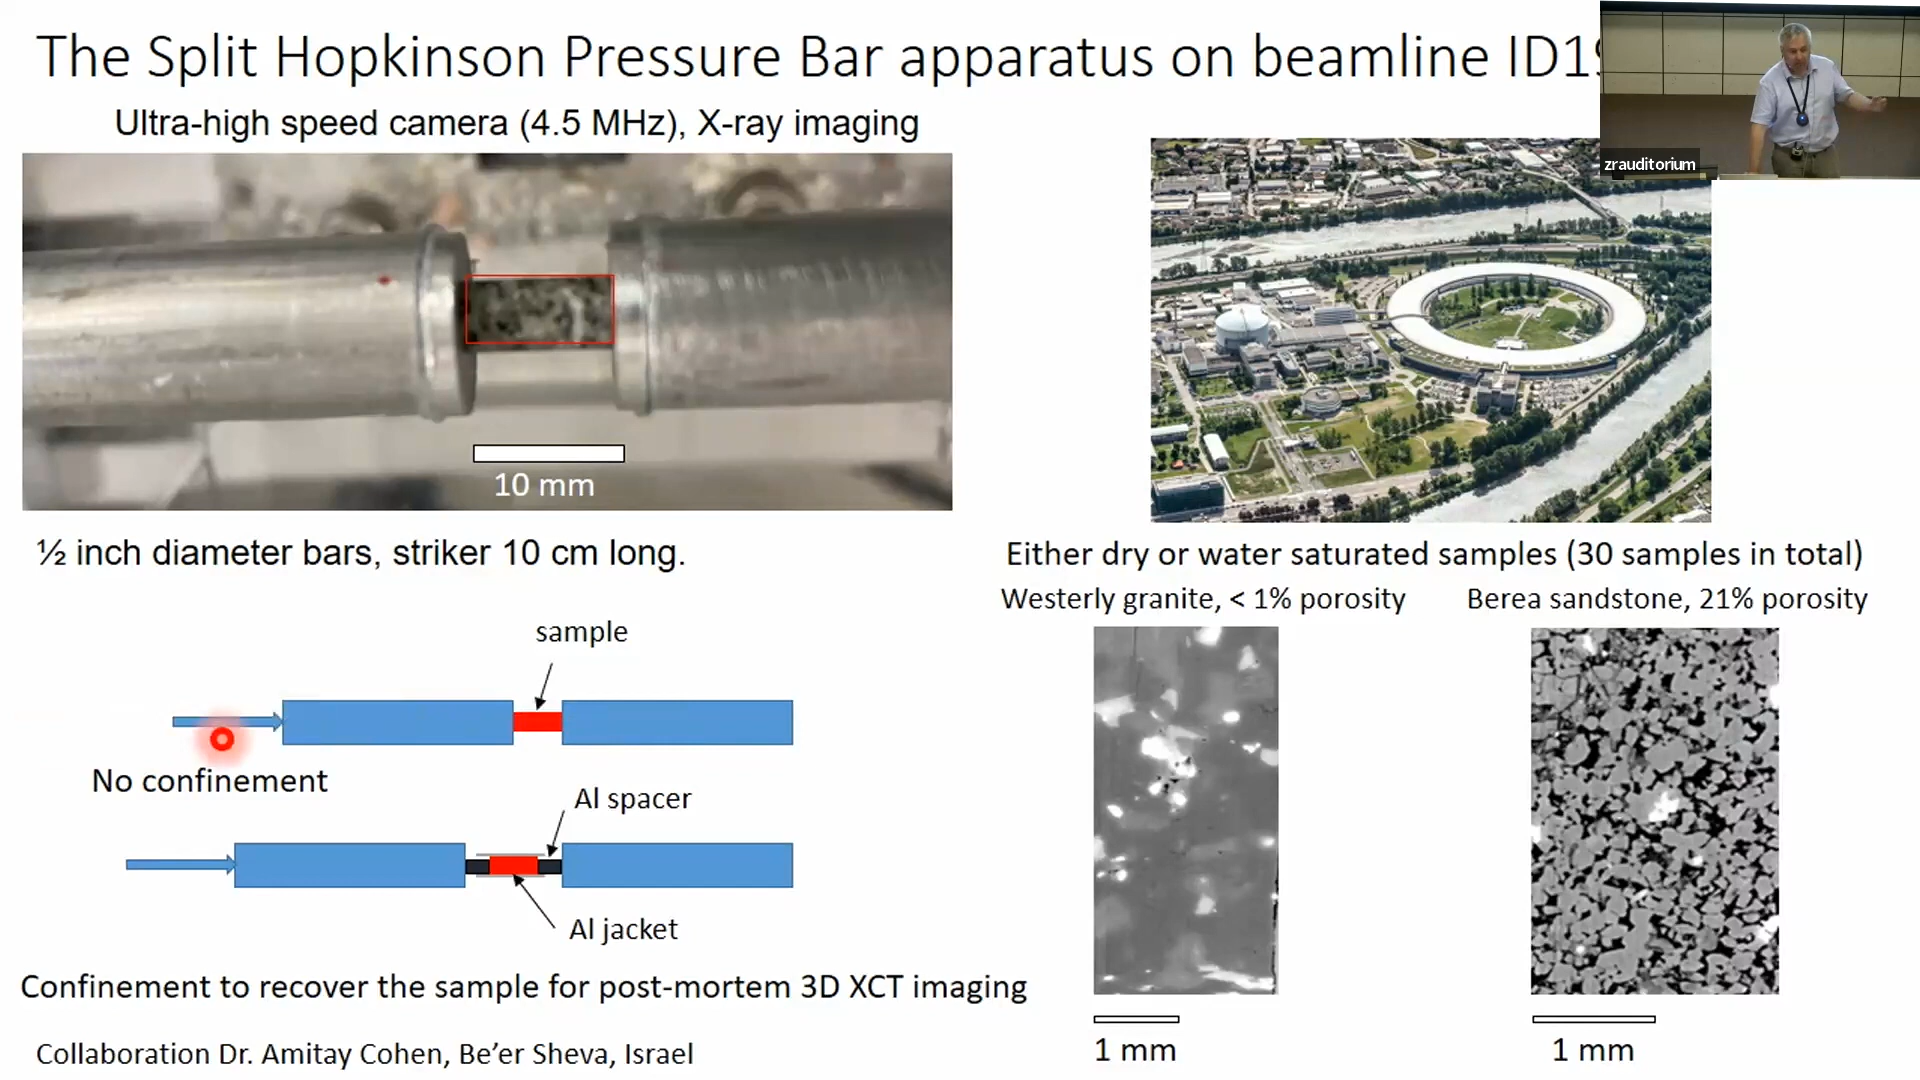 The Split Hopkinson Pressure Bar apparatus on beamline ID19
zrauditorium
Ultra-high speed camera (4.5 MHz), X-ray imaging
10 mm
½ inch diameter bars, striker 10 cm long.
Either dry or water saturated samples (30 samples in total)
Westerly granite, < 1% porosity
Berea sandstone, 21% porosity
sample
No confinement
Al spacer
Al jacket
Confinement to recover the sample for post-mortem 3D XCT imaging
1 mm
1 mm
Collaboration Dr. Amitay Cohen, Be’er Sheva, Israel